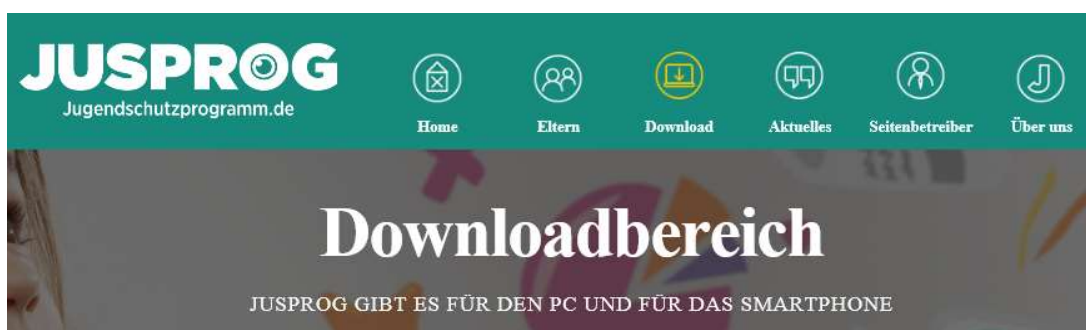 JUSPROG
Jugendschutzprogramm.de
Home Eltern Download Aktuelles Seitenbetreiber Über uns
Downloadbereich
JUSPROG GIBT ES FÜR DEN PC UND FÜR DAS SMARTPHONE